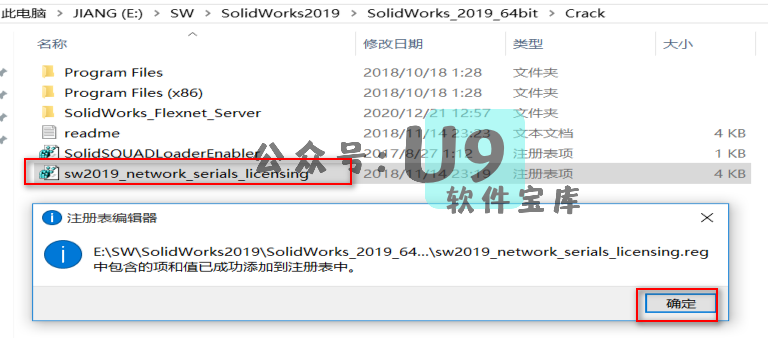 此电脑 > JIANG (E:) > SW > SolidWorks2019 > SolidWorks_2019_64bit > Crack
名称 修改日期 类型 大小
Program Files 2018/10/18 1:28 文件夹
Program Files (x86) 2018/10/18 1:28 文件夹
SolidWorks_Flexnet_Server 2020/12/21 12:57 文件夹
readme 2018/11/14 23:23 文本文档 4 KB
SolidSQUADLoaderEnabler 2017/8/27 1:12 注册表项 1 KB
sw2019_network_serials_licensing 2018/11/14 23:19 注册表项 4 KB
公众号: U9
软件宝库
注册表编辑器
E:\SW\SolidWorks2019\SolidWorks_2019_64...\sw2019_network_serials_licensing.reg
中包含的项和值已成功添加到注册表中。
确定